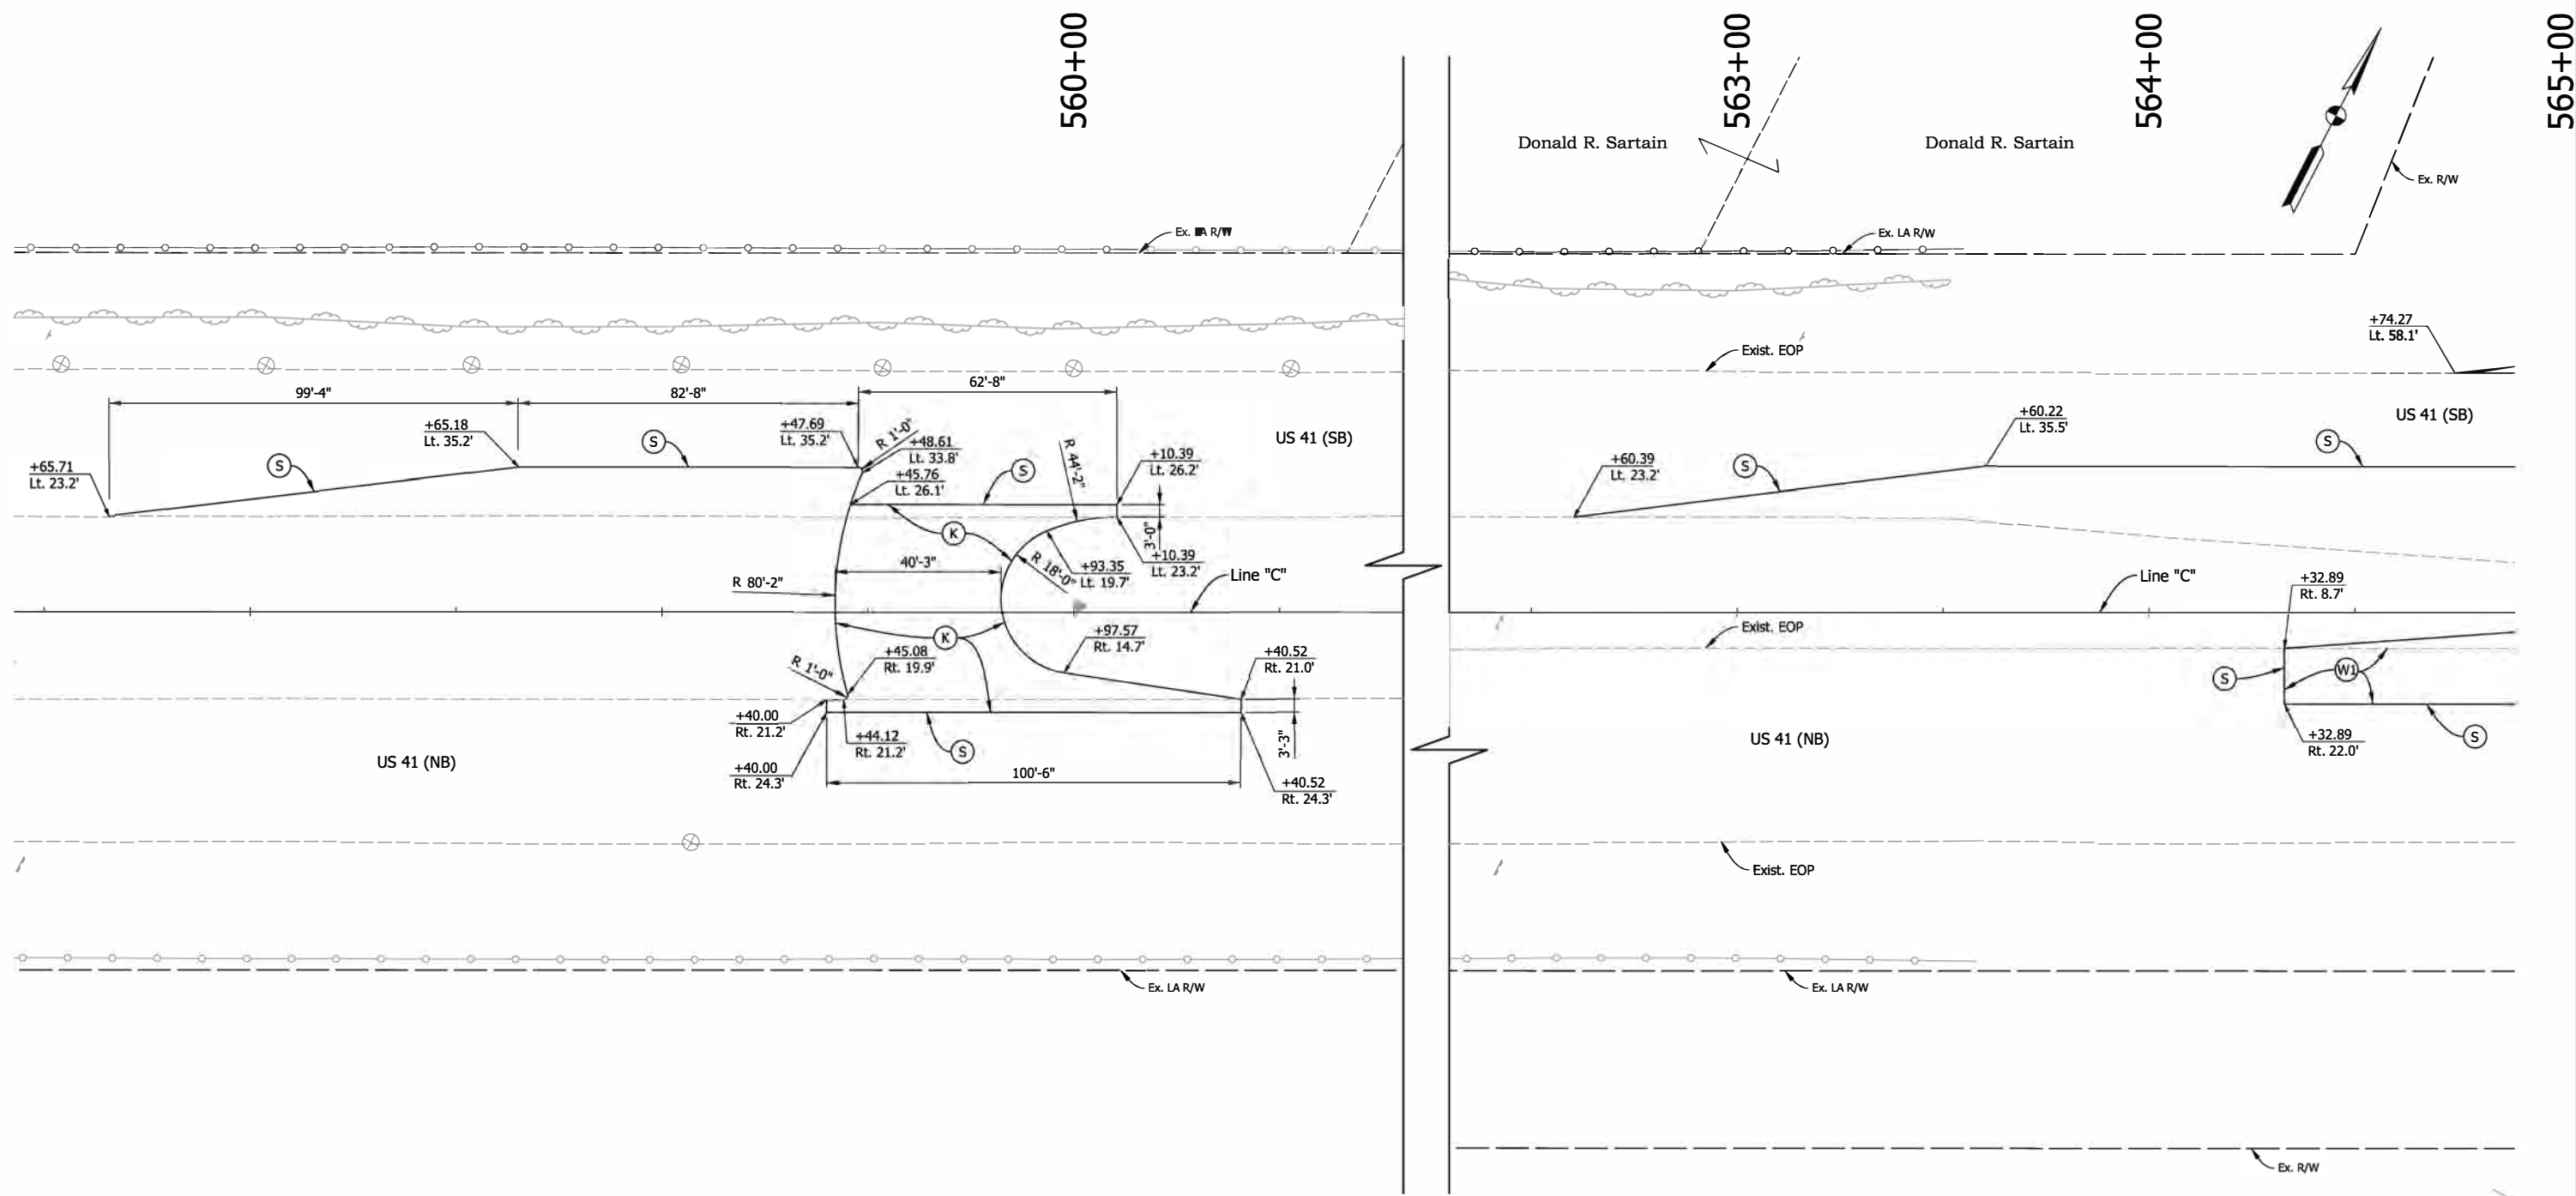 560+00
563+00
564+00
565+00
Donald R. Sartain
Donald R. Sartain
Ex. R/W
Ex. R/W
Ex. LA R/W
+74.27
Lt. 58.1'
Exist. EOP
99'-4"
82'-8"
62'-8"
US 41 (SB)
US 41 (SB)
+65.71
Lt. 23.2'
S
+65.18
Lt. 35.2'
S
+47.69
Lt. 35.2'
R 1'-0"
+48.61
Lt. 33.8'
+45.76
Lt. 26.1'
S
R 44'-2"
+10.39
Lt. 26.2'
3'-0"
+10.39
Lt. 23.2'
K
40'-3"
R 18'-0"
+93.35
Lt. 19.7'
R 80'-2"
Line "C"
+60.39
Lt. 23.2'
S
+60.22
Lt. 35.5'
S
Line "C"
+32.89
Rt. 8.7'
K
+97.57
Rt. 14.7'
R 1'-0"
+45.08
Rt. 19.9'
+40.52
Rt. 21.0'
Exist. EOP
S
W1
+40.00
Rt. 21.2'
+44.12
Rt. 21.2'
S
3'-3"
US 41 (NB)
US 41 (NB)
+32.89
Rt. 22.0'
S
+40.00
Rt. 24.3'
100'-6"
+40.52
Rt. 24.3'
Exist. EOP
Ex. LA R/W
Ex. LA R/W
Ex. R/W